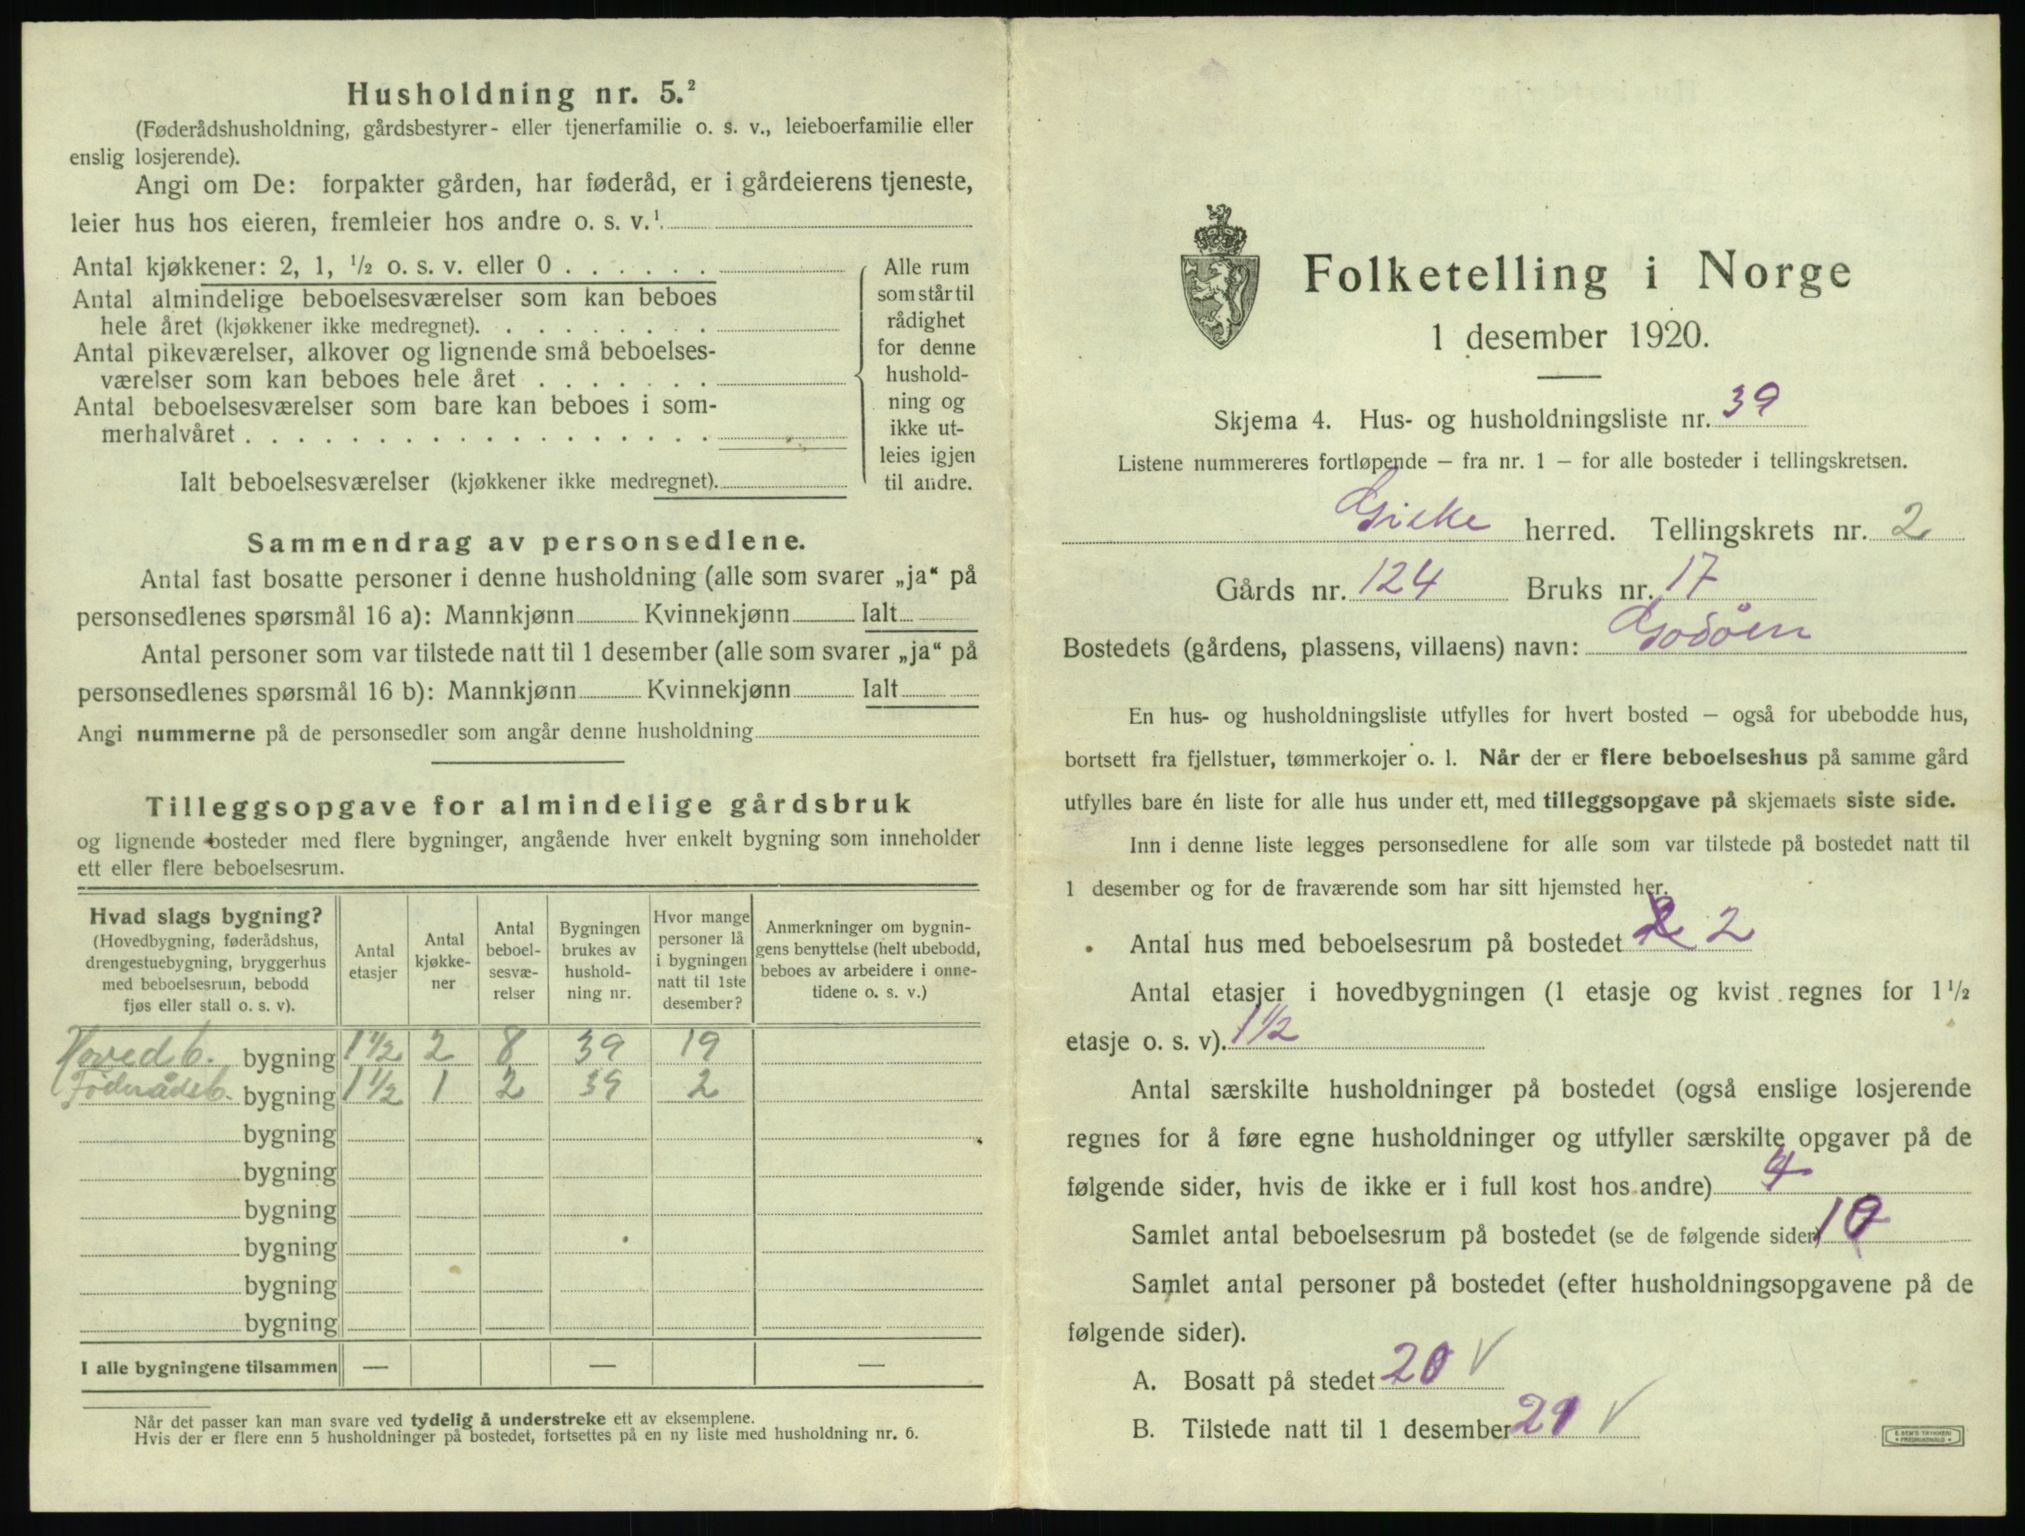 Husholdning nr. 5.²
(Føderådshusholdning, gårdsbestyrer- eller tjenerfamilie o. s. v., leieboerfamilie eller
enslig losjerende).
Angi om De: forpakter gården, har føderåd, er i gårdeierens tjeneste,
leier hus hos eieren, fremleier hos andre o. s. v.¹
Antal kjøkkener: 2, 1, ½ o. s. v. eller 0
Antal almindelige beboelsesværelser som kan beboes
hele året (kjøkkener ikke medregnet).
Antal pikeværelser, alkover og lignende små beboelses-
værelser som kan beboes hele året
Antal beboelsesværelser som bare kan beboes i som-
merhalvåret
Ialt beboelsesværelser (kjøkkener ikke medregnet).
Alle rum
som står til
rådighet
for denne
hushold-
ning og
ikke ut-
leies igjen
til andre.
Sammendrag av personsedlene.
Antal fast bosatte personer i denne husholdning (alle som svarer „ja“ på
personsedlenes spørsmål 16 a): Mannkjønn Kvinnekjønn Ialt
Antal personer som var tilstede natt til 1 desember (alle som svarer „ja“ på
personsedlenes spørsmål 16 b): Mannkjønn Kvinnekjønn Ialt
Angi nummerne på de personsedler som angår denne husholdning
Tilleggsopgave for almindelige gårdsbruk
og lignende bosteder med flere bygninger, angående hver enkelt bygning som inneholder
ett eller flere beboelsesrum.
Hvad slags bygning?
(Hovedbygning, føderådshus,
drengestuebygning, bryggerhus
med beboelsesrum, bebodd
fjøs eller stall o. s. v).
Antal
etasjer
Antal
kjøkke-
ner
Antal
beboel-
sesvæ-
relser
Bygningen
brukes av
hushold-
ning nr.
Hvor mange
personer lå
i bygningen
natt til 1ste
desember?
Anmerkninger om bygnin-
gens benyttelse (helt ubebodd,
beboes av arbeidere i onne-
tidene o. s. v.)
Hovedb. bygning 1½ 2 8 39 19
Föderådsb. bygning 1½ 1 2 39 2
bygning
bygning
bygning
bygning
bygning
bygning
I alle bygningene tilsammen — — —
Når det passer kan man svare ved tydelig å understreke ett av eksemplene.
Hvis der er flere enn 5 husholdninger på bostedet, fortsettes på en ny liste med husholdning nr. 6.
Folketelling i Norge
1 desember 1920.
Skjema 4. Hus- og husholdningsliste nr. 39
Listene nummereres fortløpende — fra nr. 1 — for alle bosteder i tellingskretsen.
Giske herred. Tellingskrets nr. 2
Gårds nr. 124 Bruks nr. 17
Bostedets (gårdens, plassens, villaens) navn: Godöen
En hus- og husholdningsliste utfylles for hvert bosted — også for ubebodde hus,
bortsett fra fjellstuer, tømmerkojer o. l. Når der er flere beboelseshus på samme gård
utfylles bare én liste for alle hus under ett, med tilleggsopgave på skjemaets siste side.
Inn i denne liste legges personsedlene for alle som var tilstede på bostedet natt til
1 desember og for de fraværende som har sitt hjemsted her.
Antal hus med beboelsesrum på bostedet 2
Antal etasjer i hovedbygningen (1 etasje og kvist regnes for 1½
etasje o. s. v). 1½
Antal særskilte husholdninger på bostedet (også enslige losjerende
regnes for å føre egne husholdninger og utfyller særskilte opgaver på de
følgende sider, hvis de ikke er i full kost hos andre) 4
Samlet antal beboelsesrum på bostedet (se de følgende sider) 10
Samlet antal personer på bostedet (efter husholdningsopgavene på de
følgende sider).
A. Bosatt på stedet 20 √
B. Tilstede natt til 1 desember 21 √